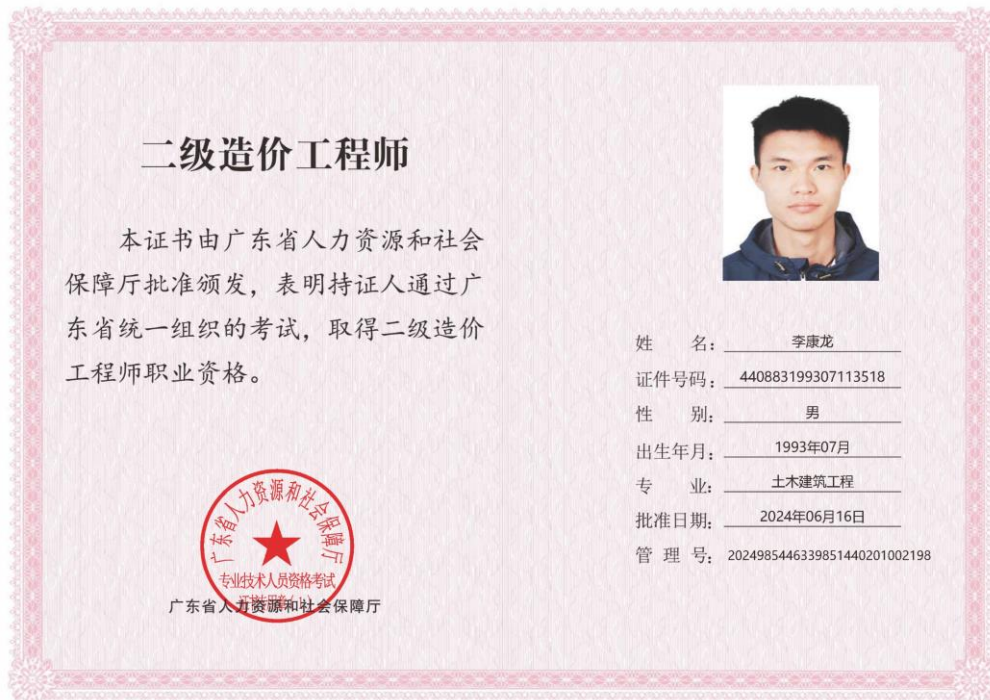 二级造价工程师
本证书由广东省人力资源和社会
保障厅批准颁发，表明持证人通过广
东省统一组织的考试，取得二级造价
工程师职业资格。
广东省人力资源和社会保障厅
专业技术人员资格考试
广东省人力资源和社会保障厅
姓 名：李康龙
证件号码：440883199307113518
性 别：男
出生年月：1993年07月
专 业：土木建筑工程
批准日期：2024年06月16日
管 理 号：20249854463398514402010​02198